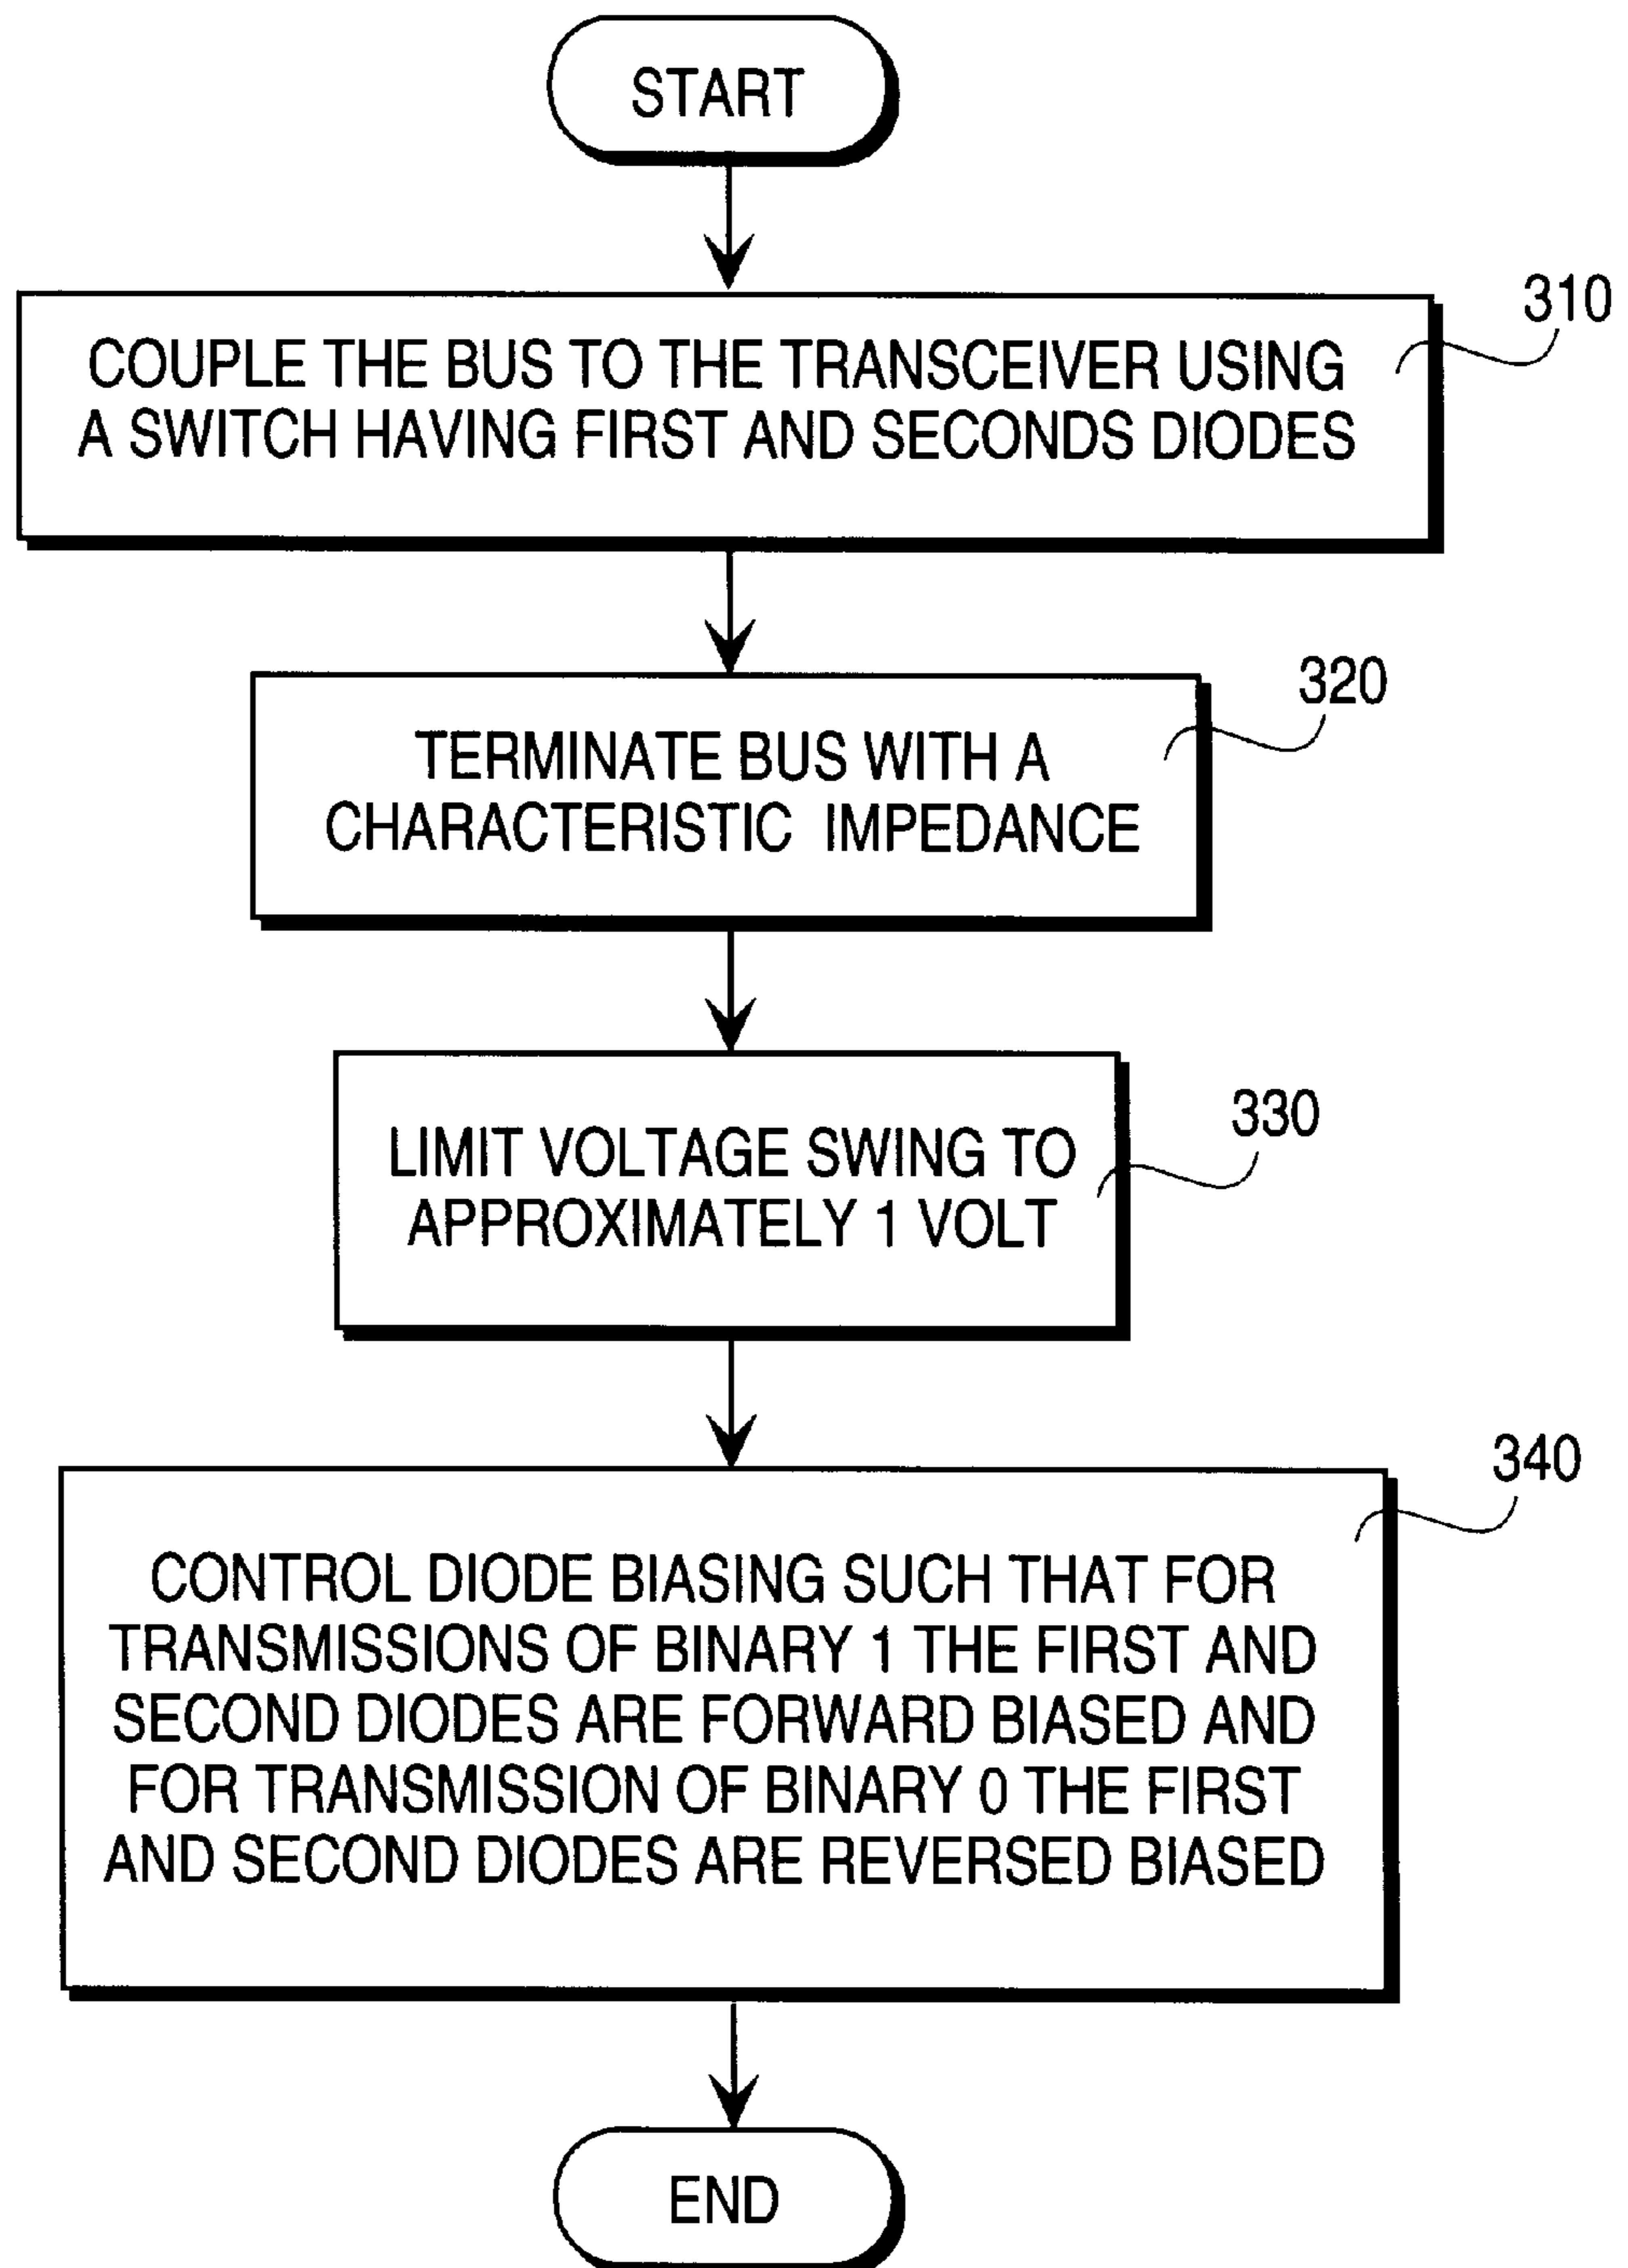 START
310
COUPLE THE BUS TO THE TRANSCEIVER USING
A SWITCH HAVING FIRST AND SECONDS DIODES
320
TERMINATE BUS WITH A
CHARACTERISTIC IMPEDANCE
330
LIMIT VOLTAGE SWING TO
APPROXIMATELY 1 VOLT
340
CONTROL DIODE BIASING SUCH THAT FOR
TRANSMISSIONS OF BINARY 1 THE FIRST AND
SECOND DIODES ARE FORWARD BIASED AND
FOR TRANSMISSION OF BINARY 0 THE FIRST
AND SECOND DIODES ARE REVERSED BIASED
END